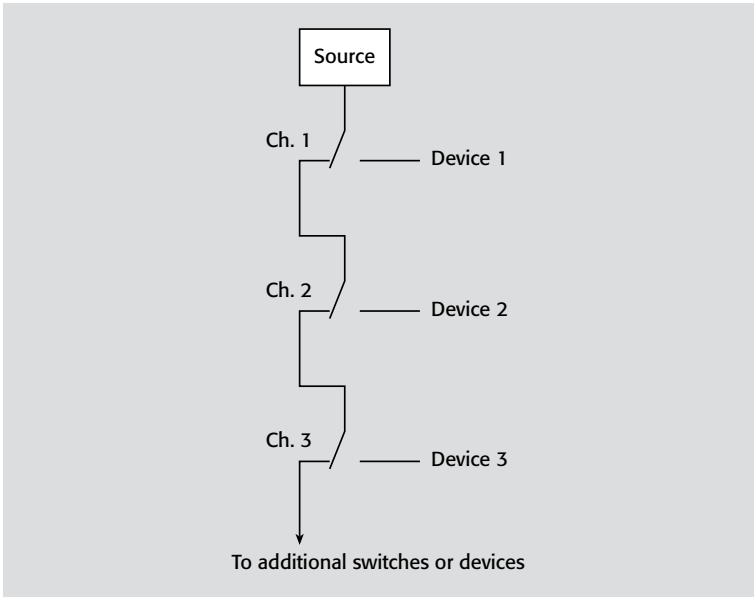 Source
Ch. 1
Device 1
Ch. 2
Device 2
Ch. 3
Device 3
To additional switches or devices